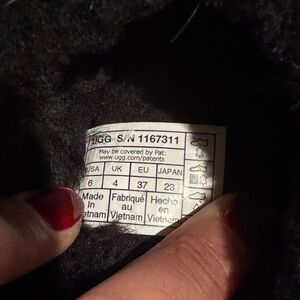 UGG S/N 1167311
May be covered by Pat:
www.ugg.com/patents
USA UK EU JAPAN
6 4 37 23
Made Fabriqué Hecho
In au en
Vietnam Vietnam Vietnam